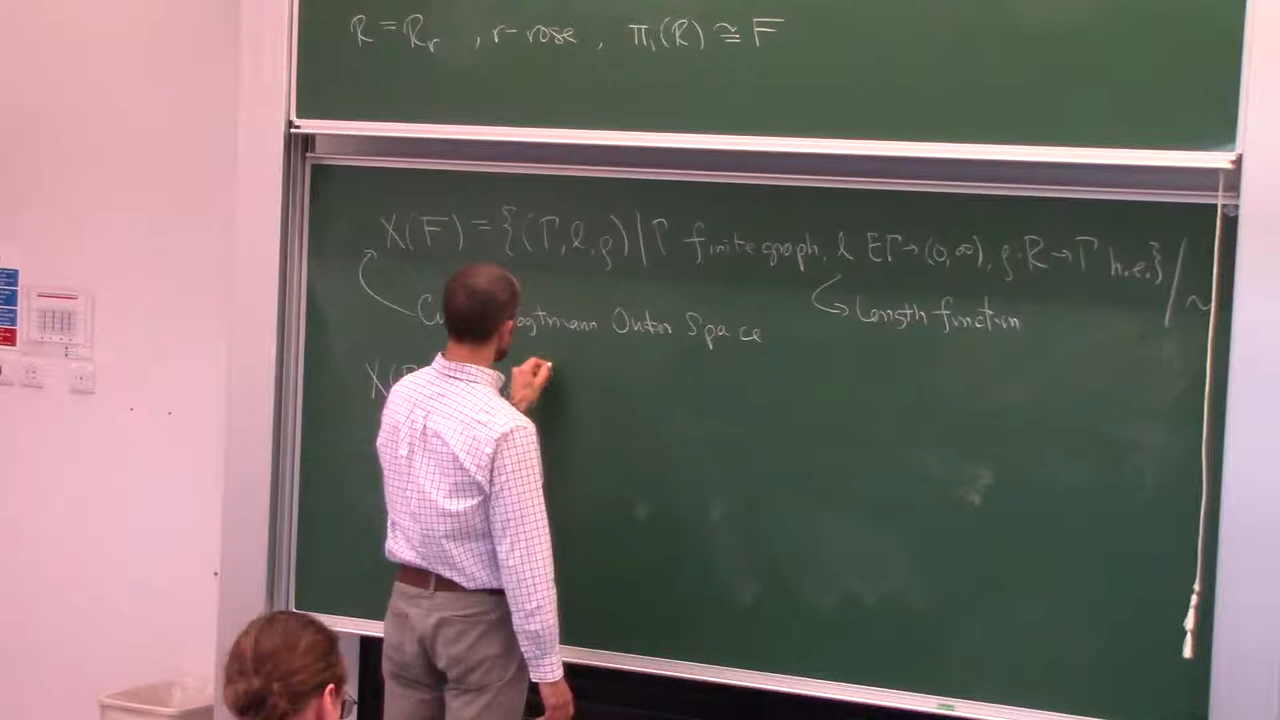 R = R_r , r-rose , π₁(R) ≅ F
X(F) = {(Γ, ℓ, ρ) | Γ finite graph, ℓ EΓ → (0, ∞), ρ: R → Γ h.e.} / ~
Outer Space
Length function
X(